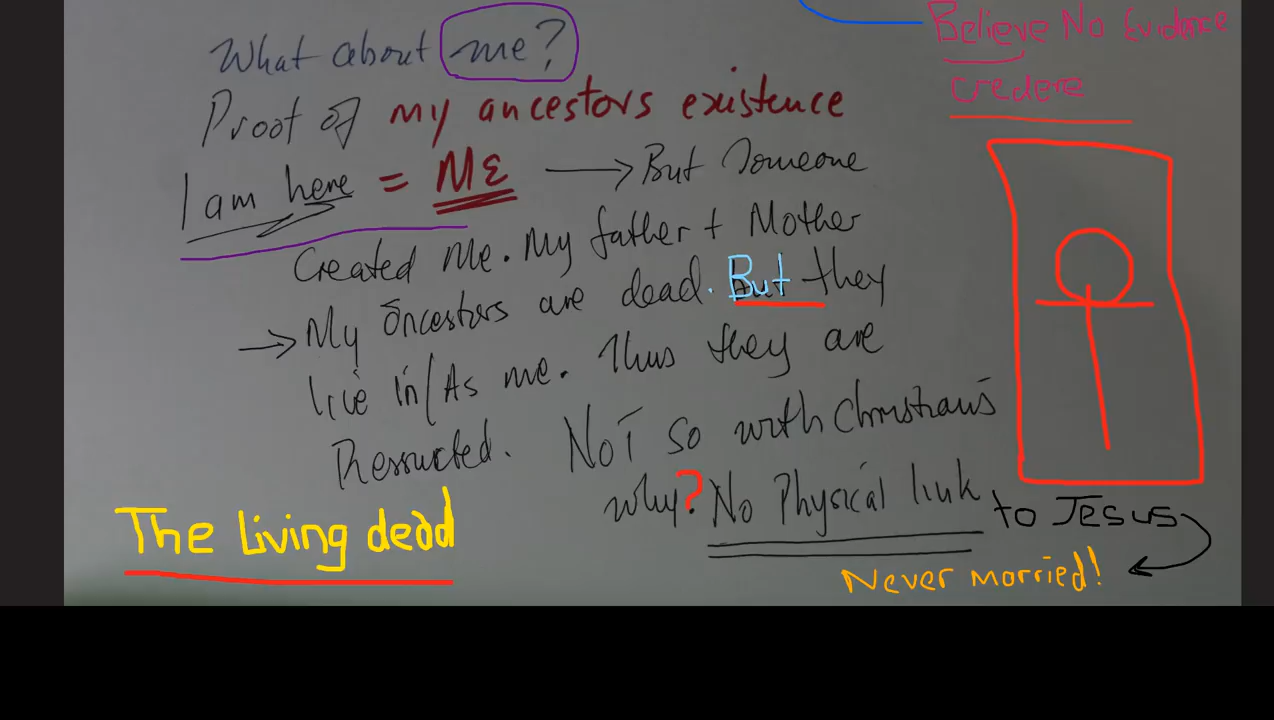 What about me?
Believe No Evidence
Credere
Proof of my ancestors existence
I am here = ME → But Someone
Created Me. My father + Mother
→ My Ancestors are dead. But they
live in/As me. Thus they are
Ressurcted. NOT so with Christians
why? No Physical link to Jesus
The Living dead
Never morried!